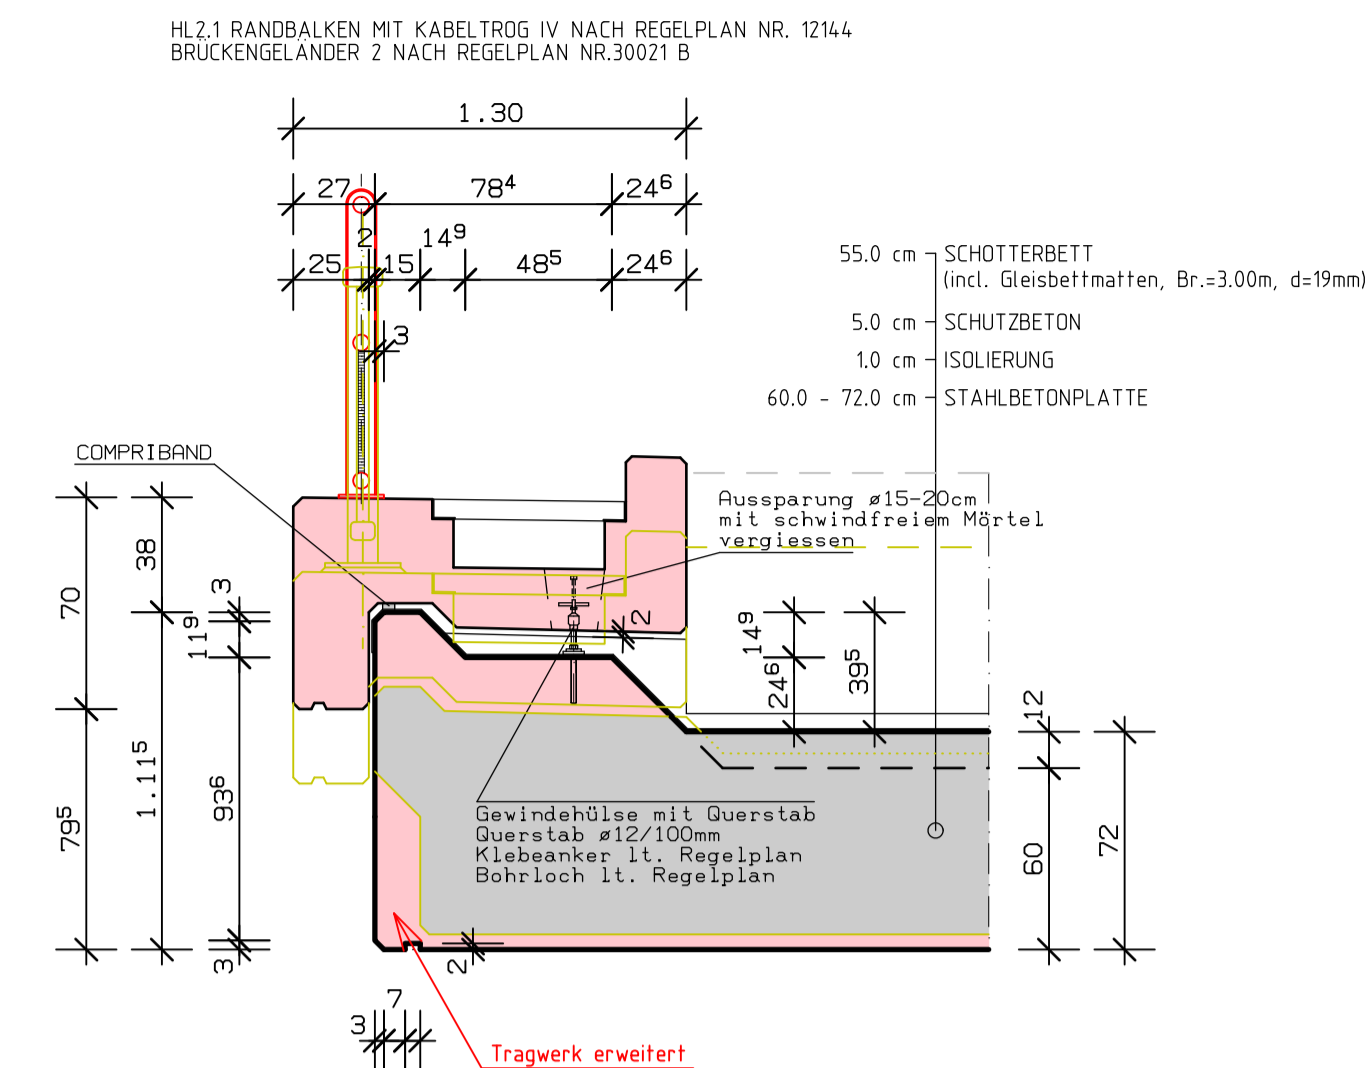 HL2.1 RANDBALKEN MIT KABELTROG IV NACH REGELPLAN NR. 12144
BRÜCKENGELÄNDER 2 NACH REGELPLAN NR.30021 B
1.30
27 78⁴ 24⁶
2 14⁹
25 15 48⁵ 24⁶
3
55.0 cm SCHOTTERBETT
(incl. Gleisbettmatten, Br.=3.00m, d=19mm)
5.0 cm SCHUTZBETON
1.0 cm ISOLIERUNG
60.0 - 72.0 cm STAHLBETONPLATTE
COMPRIBAND
Aussparung ⌀15-20cm
mit schwindfreiem Mörtel
vergiessen
70
38
3
11⁹
2
14⁹
24⁶
39⁵
12
79⁵
1.115
93⁶
3
60
72
Gewindehülse mit Querstab
Querstab ⌀12/100mm
Klebeanker lt. Regelplan
Bohrloch lt. Regelplan
2
3 7
Tragwerk erweitert